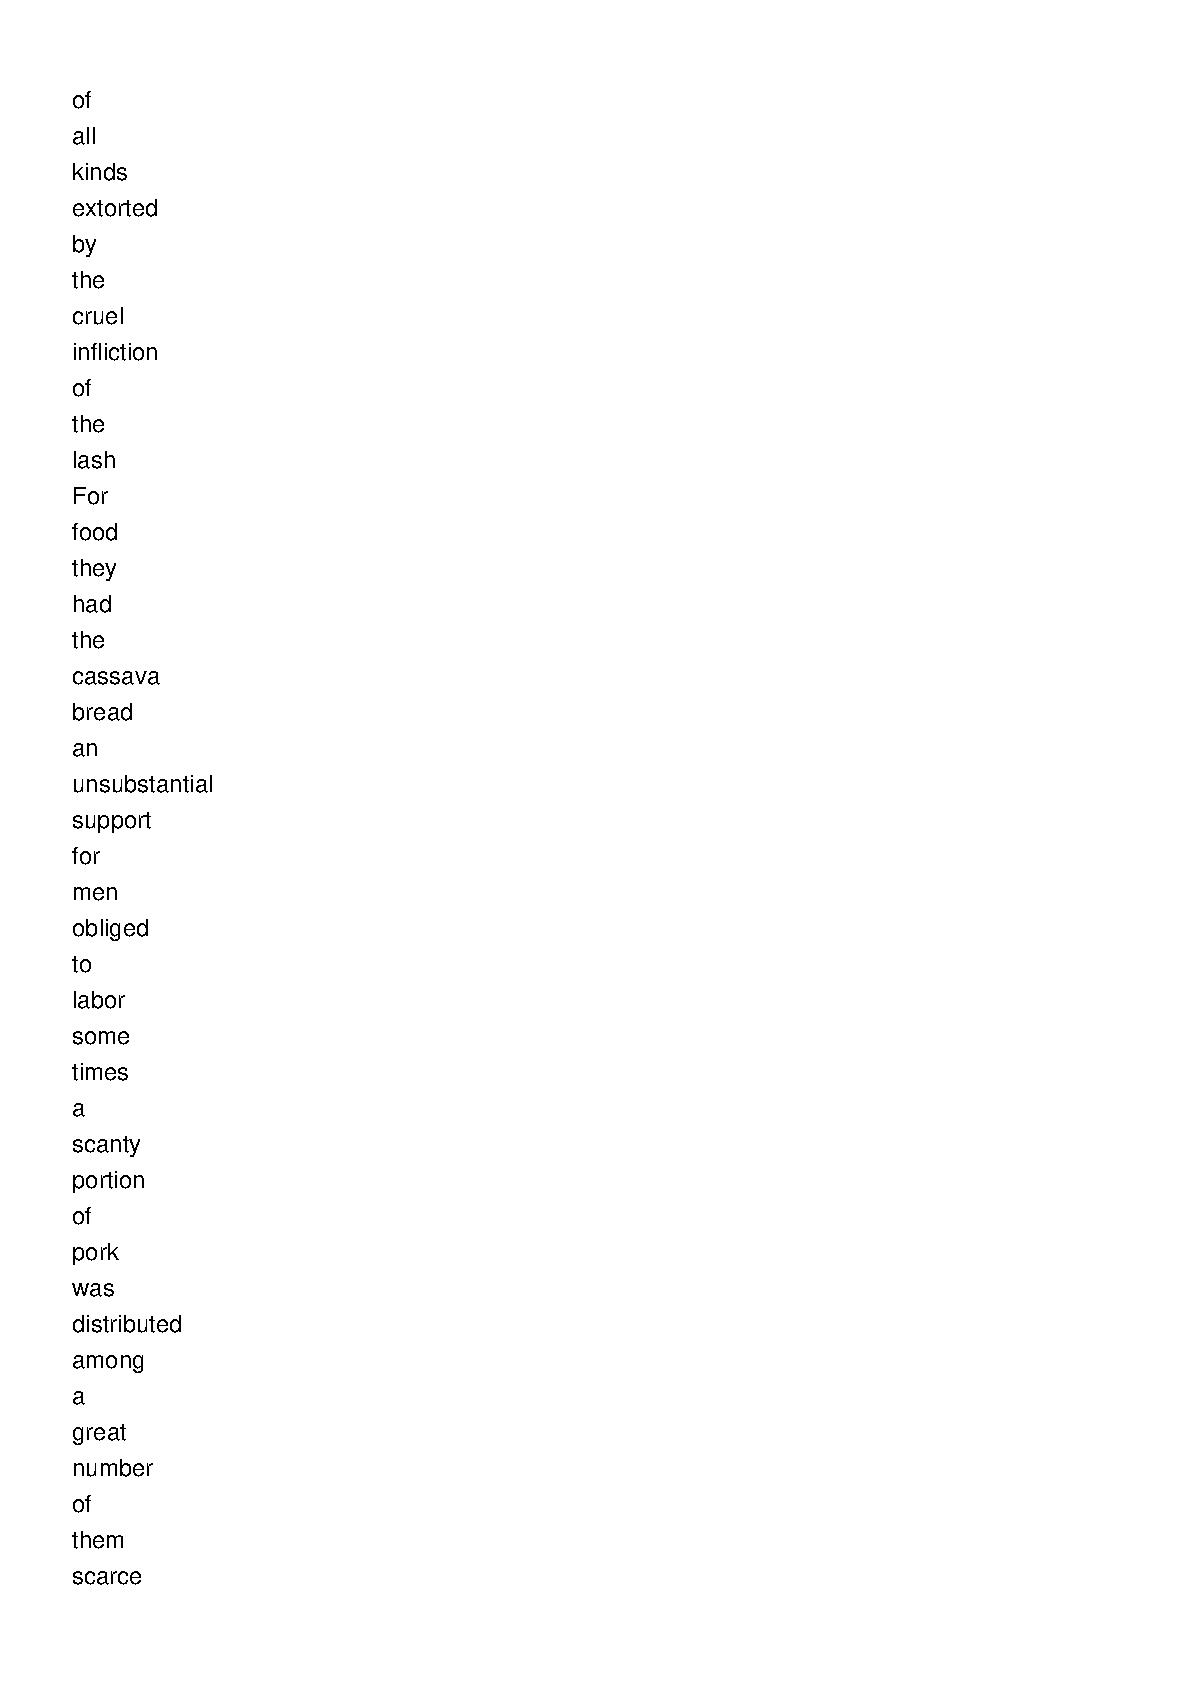 of
all
kinds
extorted
by
the
cruel
infliction
of
the
lash
For
food
they
had
the
cassava
bread
an
unsubstantial
support
for
men
obliged
to
labor
some
times
a
scanty
portion
of
pork
was
distributed
among
a
great
number
of
them
scarce